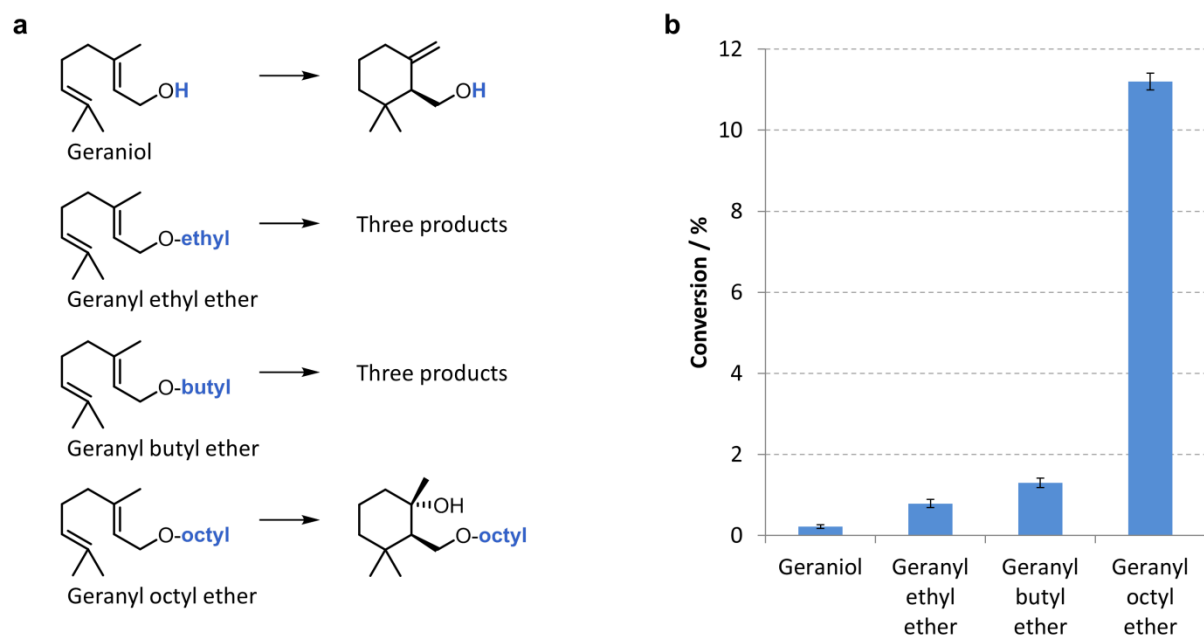 a
OH
OH
Geraniol
O-ethyl
Three products
Geranyl ethyl ether
O-butyl
Three products
Geranyl butyl ether
OH
O-octyl
O-octyl
Geranyl octyl ether
b
12
10
8
6
4
2
0
Conversion / %
Geraniol
Geranyl
ethyl
ether
Geranyl
butyl
ether
Geranyl
octyl
ether